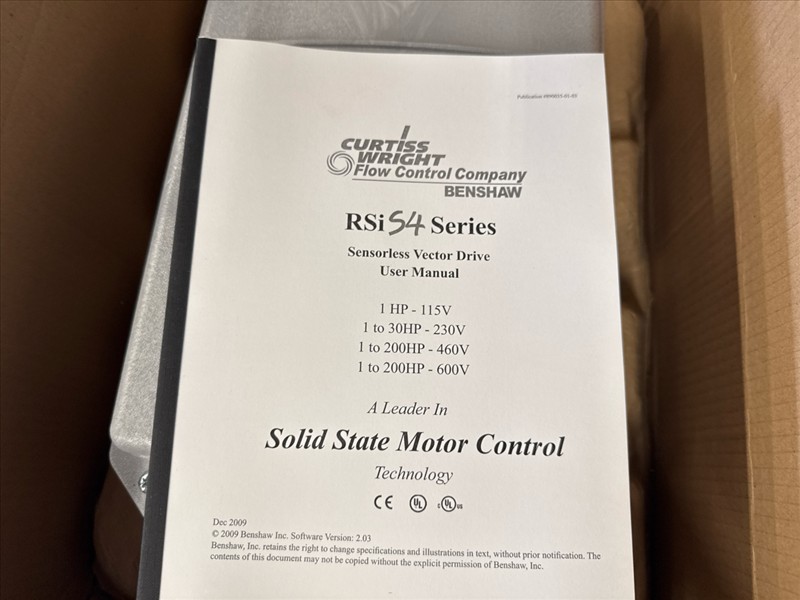 CURTISS
WRIGHT
Flow Control Company
BENSHAW
RSi S4 Series
Sensorless Vector Drive
User Manual
1 HP - 115V
1 to 30HP - 230V
1 to 200HP - 460V
1 to 200HP - 600V
A Leader In
Solid State Motor Control
Technology
CE UL c UL us
Dec 2009
© 2009 Benshaw Inc. Software Version: 2.03
Benshaw, Inc. retains the right to change specifications and illustrations in text, without prior notification. The
contents of this document may not be copied without the explicit permission of Benshaw, Inc.